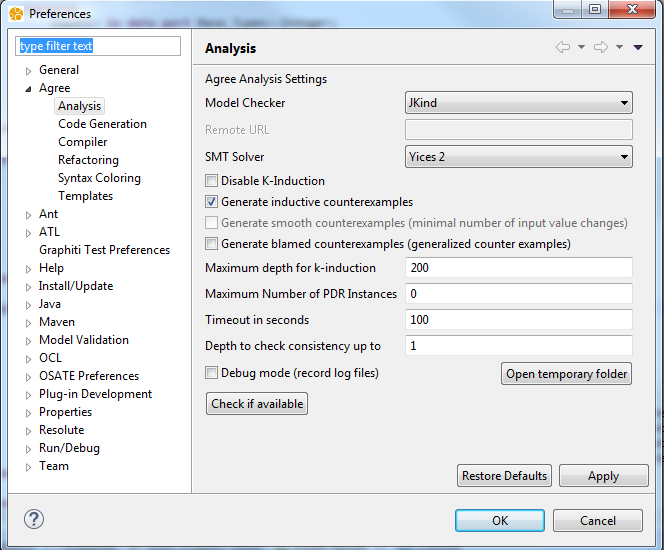 Preferences
type filter text
General
Agree
Analysis
Code Generation
Compiler
Refactoring
Syntax Coloring
Templates
Ant
ATL
Graphiti Test Preferences
Help
Install/Update
Java
Maven
Model Validation
OCL
OSATE Preferences
Plug-in Development
Properties
Resolute
Run/Debug
Team
Analysis
Agree Analysis Settings
Model Checker JKind
Remote URL
SMT Solver Yices 2
Disable K-Induction
Generate inductive counterexamples
Generate smooth counterexamples (minimal number of input value changes)
Generate blamed counterexamples (generalized counter examples)
Maximum depth for k-induction 200
Maximum Number of PDR Instances 0
Timeout in seconds 100
Depth to check consistency up to 1
Debug mode (record log files) Open temporary folder
Check if available
Restore Defaults Apply
OK Cancel